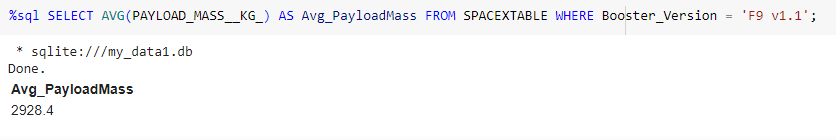 %sql SELECT AVG(PAYLOAD_MASS__KG_) AS Avg_PayloadMass FROM SPACEXTABLE WHERE Booster_Version = 'F9 v1.1';
* sqlite:///my_data1.db
Done.
Avg_PayloadMass
2928.4